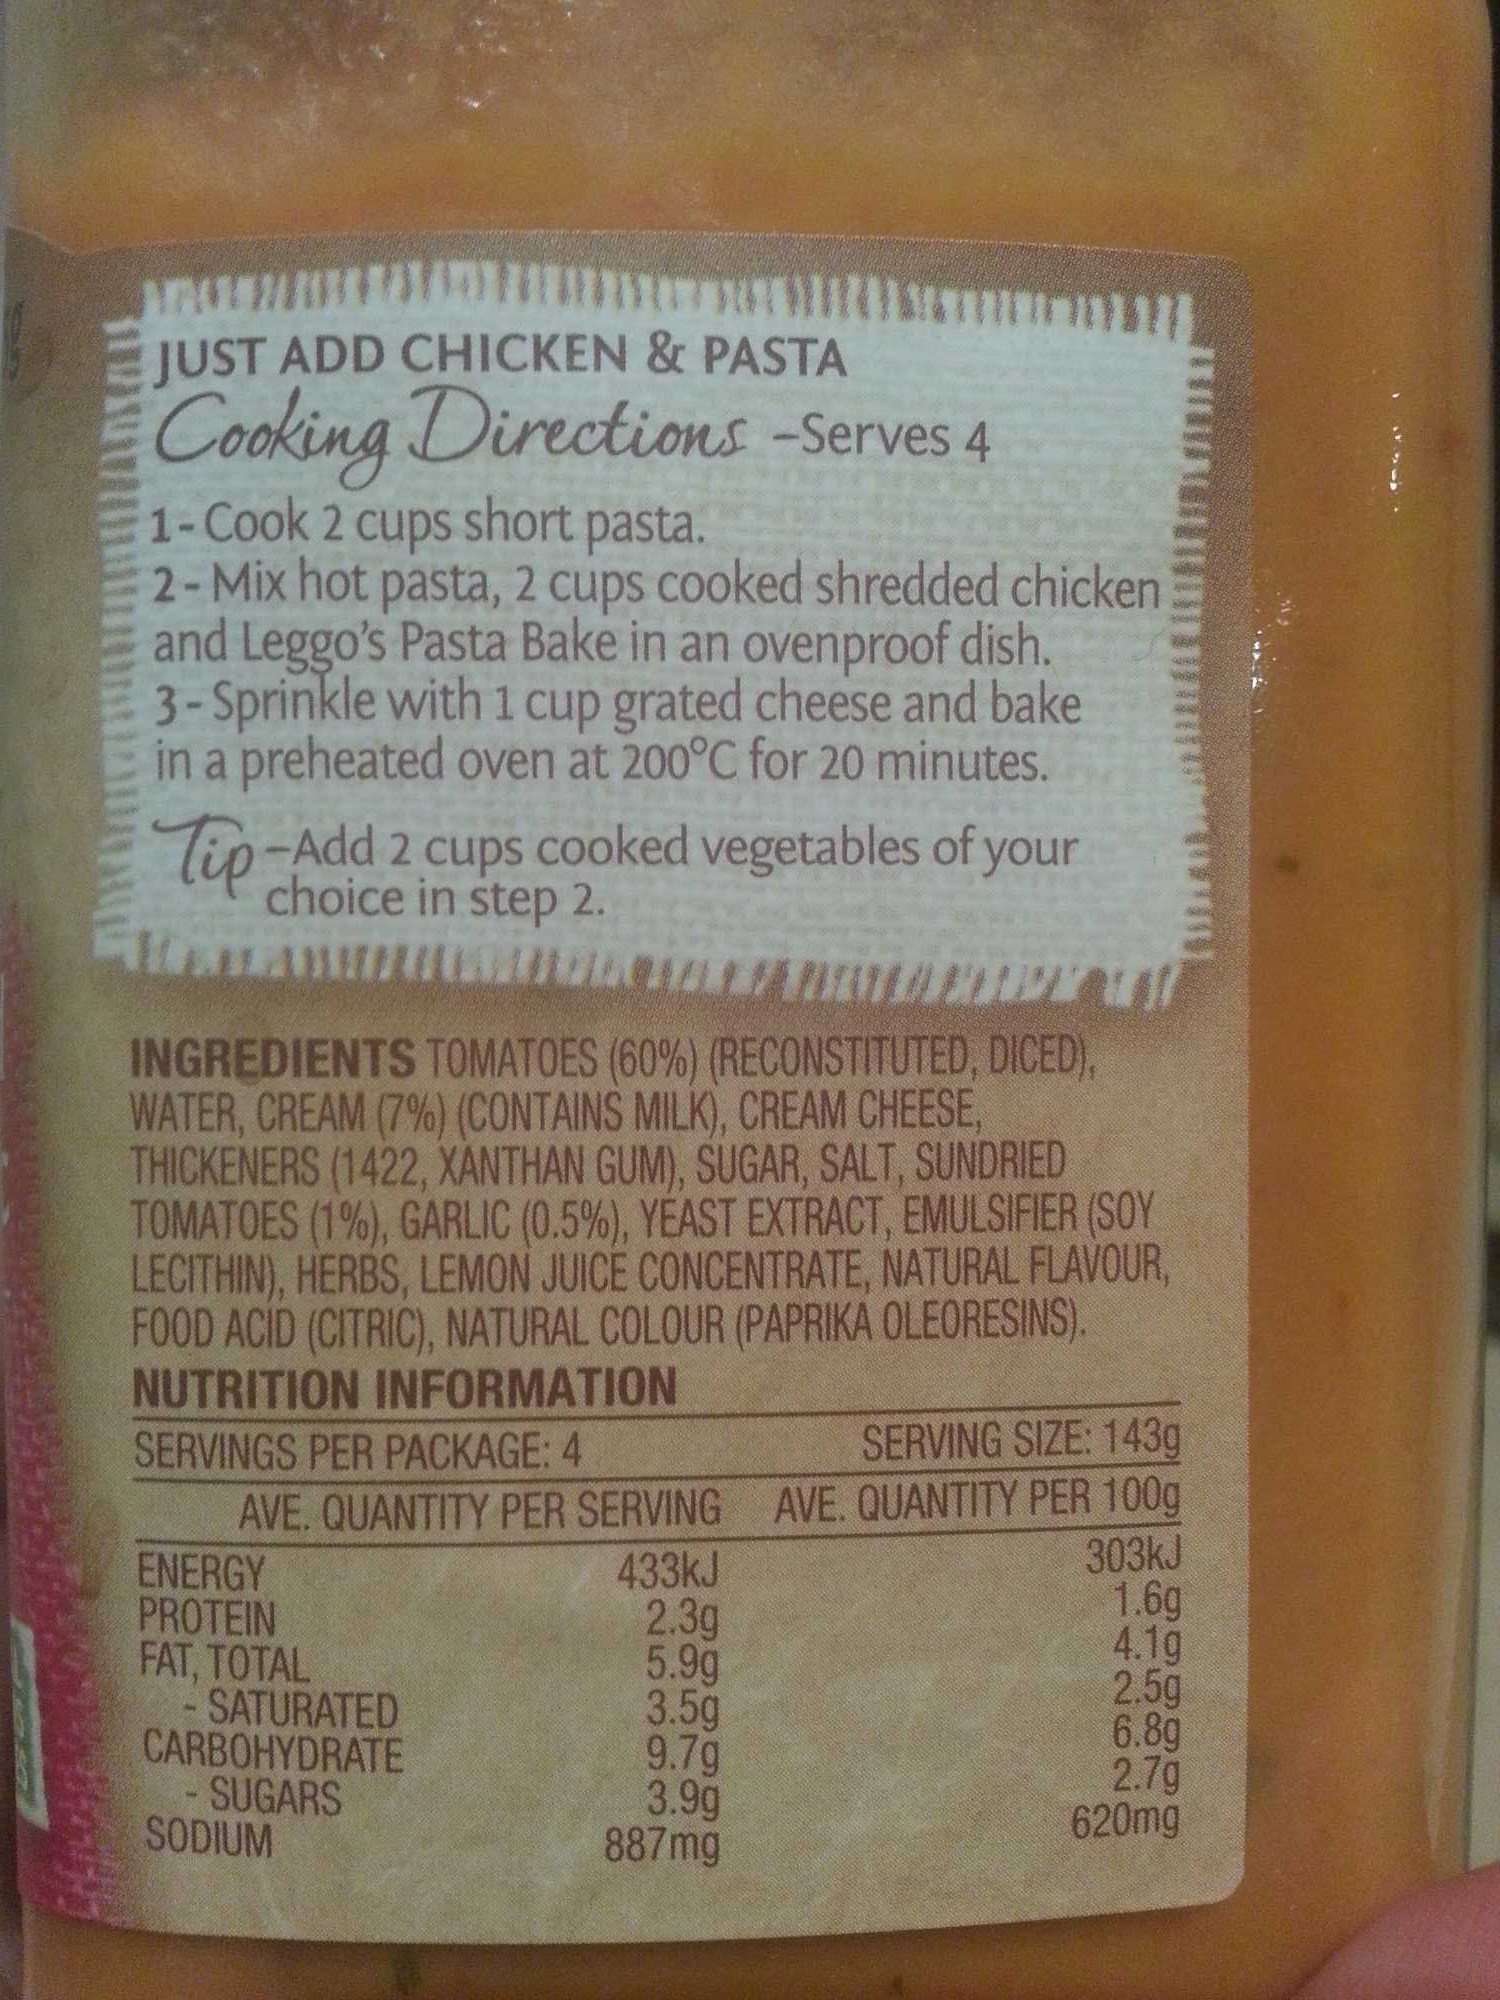 JUST ADD CHICKEN & PASTA
Cooking Directions -Serves 4
1- Cook 2 cups short pasta.
2- Mix hot pasta, 2 cups cooked shredded chicken
and Leggo's Pasta Bake in an ovenproof dish.
3- Sprinkle with 1 cup grated cheese and bake
in a preheated oven at 200°C for 20 minutes.
Tip-Add 2 cups cooked vegetables of your
choice in step 2.
INGREDIENTS TOMATOES (60%) (RECONSTITUTED, DICED),
WATER, CREAM (7%) (CONTAINS MILK), CREAM CHEESE,
THICKENERS (1422, XANTHAN GUM), SUGAR, SALT, SUNDRIED
TOMATOES (1%), GARLIC (0.5%), YEAST EXTRACT, EMULSIFIER (SOY
LECITHIN), HERBS, LEMON JUICE CONCENTRATE, NATURAL FLAVOUR,
FOOD ACID (CITRIC), NATURAL COLOUR (PAPRIKA OLEORESINS).
NUTRITION INFORMATION
SERVINGS PER PACKAGE: 4 SERVING SIZE: 143g
AVE. QUANTITY PER SERVING AVE. QUANTITY PER 100g
ENERGY 433kJ 303kJ
PROTEIN 2.3g 1.6g
FAT, TOTAL 5.9g 4.1g
- SATURATED 3.5g 2.5g
CARBOHYDRATE 9.7g 6.8g
- SUGARS 3.9g 2.7g
SODIUM 887mg 620mg